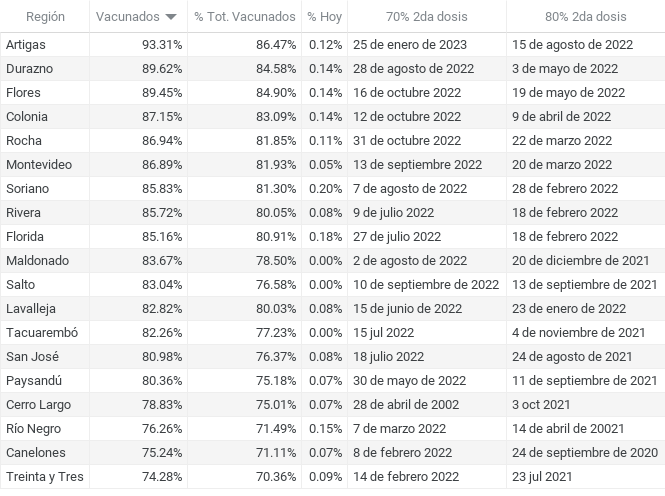 Región Vacunados % Tot. Vacunados % Hoy 70% 2da dosis 80% 2da dosis
Artigas 93.31% 86.47% 0.12% 25 de enero de 2023 15 de agosto de 2022
Durazno 89.62% 84.58% 0.14% 28 de agosto de 2022 3 de mayo de 2022
Flores 89.45% 84.90% 0.14% 16 de octubre 2022 19 de mayo de 2022
Colonia 87.15% 83.09% 0.14% 12 de octubre 2022 9 de abril de 2022
Rocha 86.94% 81.85% 0.11% 31 de octubre 2022 22 de marzo 2022
Montevideo 86.89% 81.93% 0.05% 13 de septiembre 2022 20 de marzo 2022
Soriano 85.83% 81.30% 0.20% 7 de agosto de 2022 28 de febrero 2022
Rivera 85.72% 80.05% 0.08% 9 de julio 2022 18 de febrero 2022
Florida 85.16% 80.91% 0.18% 27 de julio 2022 18 de febrero 2022
Maldonado 83.67% 78.50% 0.00% 2 de agosto de 2022 20 de diciembre de 2021
Salto 83.04% 76.58% 0.00% 10 de septiembre de 2022 13 de septiembre de 2021
Lavalleja 82.82% 80.03% 0.08% 15 de junio de 2022 23 de enero de 2022
Tacuarembó 82.26% 77.23% 0.00% 15 jul 2022 4 de noviembre de 2021
San José 80.98% 76.37% 0.08% 18 julio 2022 24 de agosto de 2021
Paysandú 80.36% 75.18% 0.07% 30 de mayo de 2022 11 de septiembre de 2021
Cerro Largo 78.83% 75.01% 0.07% 28 de abril de 2002 3 oct 2021
Río Negro 76.26% 71.49% 0.15% 7 de marzo 2022 14 de abril de 20021
Canelones 75.24% 71.11% 0.07% 8 de febrero 2022 24 de septiembre de 2020
Treinta y Tres 74.28% 70.36% 0.09% 14 de febrero 2022 23 jul 2021